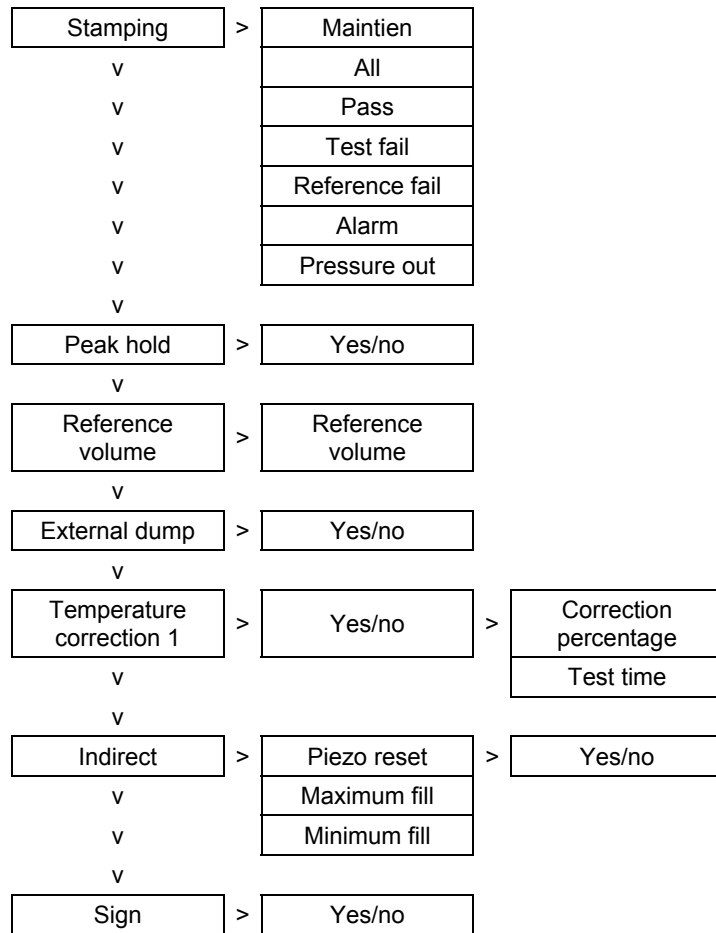 Stamping > Maintien
v All
v Pass
v Test fail
v Reference fail
v Alarm
v Pressure out
v
Peak hold > Yes/no
v
Reference
volume > Reference
volume
v
External dump > Yes/no
v
Temperature
correction 1 > Yes/no > Correction
percentage
v Test time
v
Indirect > Piezo reset > Yes/no
v Maximum fill
v Minimum fill
v
Sign > Yes/no